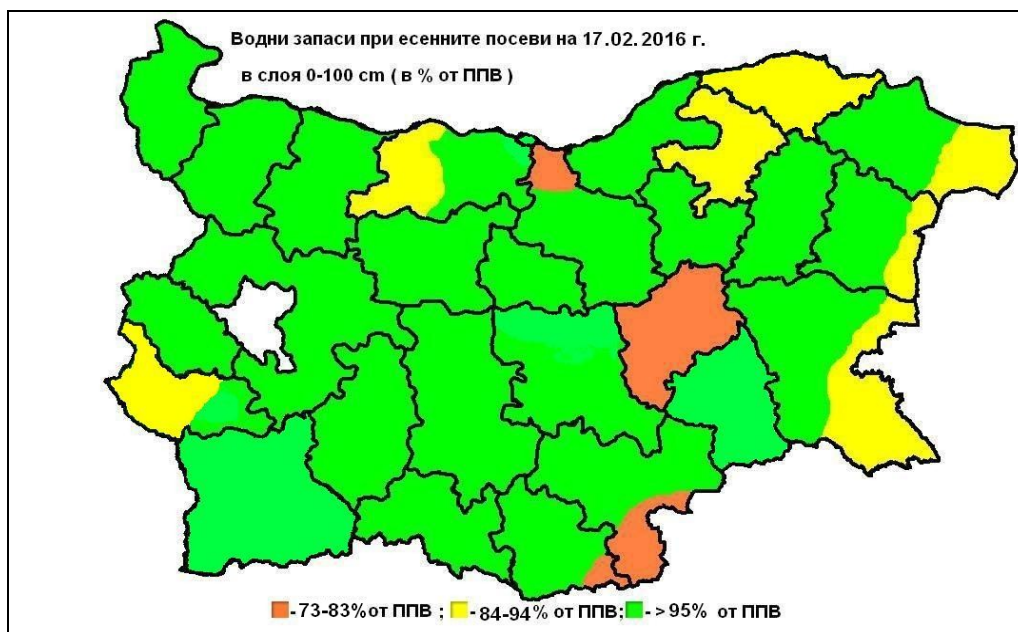 Водни запаси при есенните посеви на 17.02.2016 г.
в слоя 0-100 cm ( в % от ППВ )
- 73-83% от ППВ ; - 84-94% от ППВ; - > 95% от ППВ